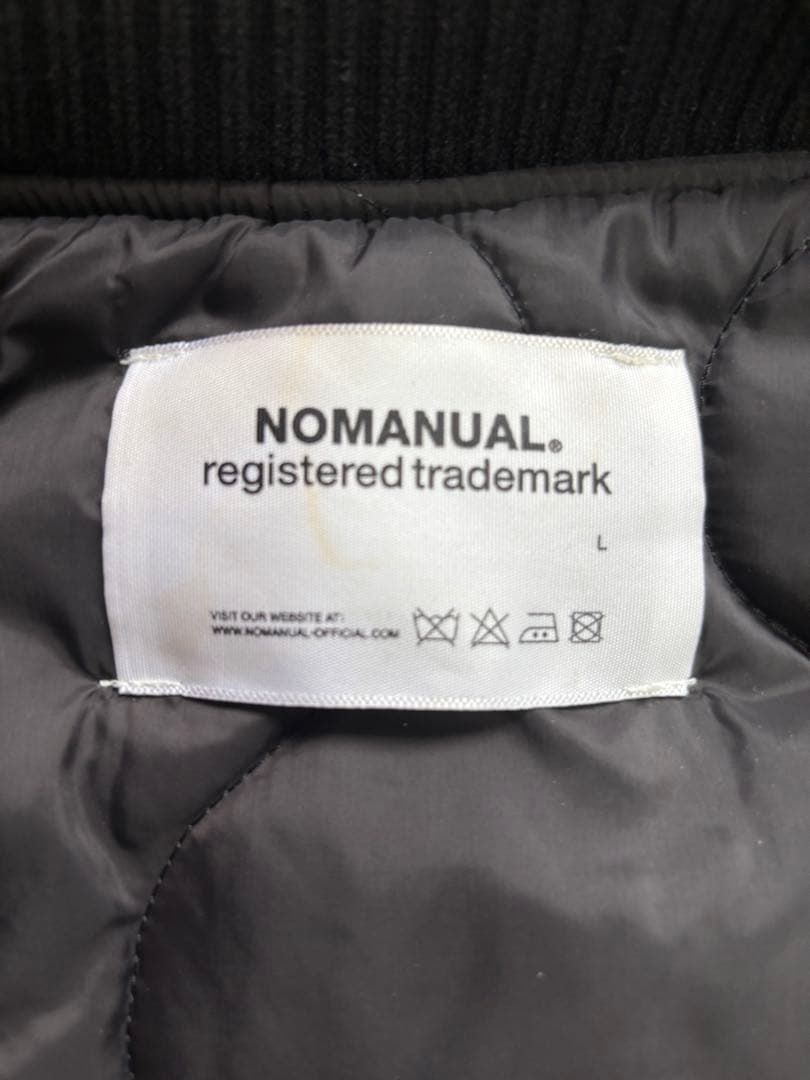 NOMANUAL®
registered trademark
L
VISIT OUR WEBSITE AT:
WWW.NOMANUAL-OFFICIAL.COM